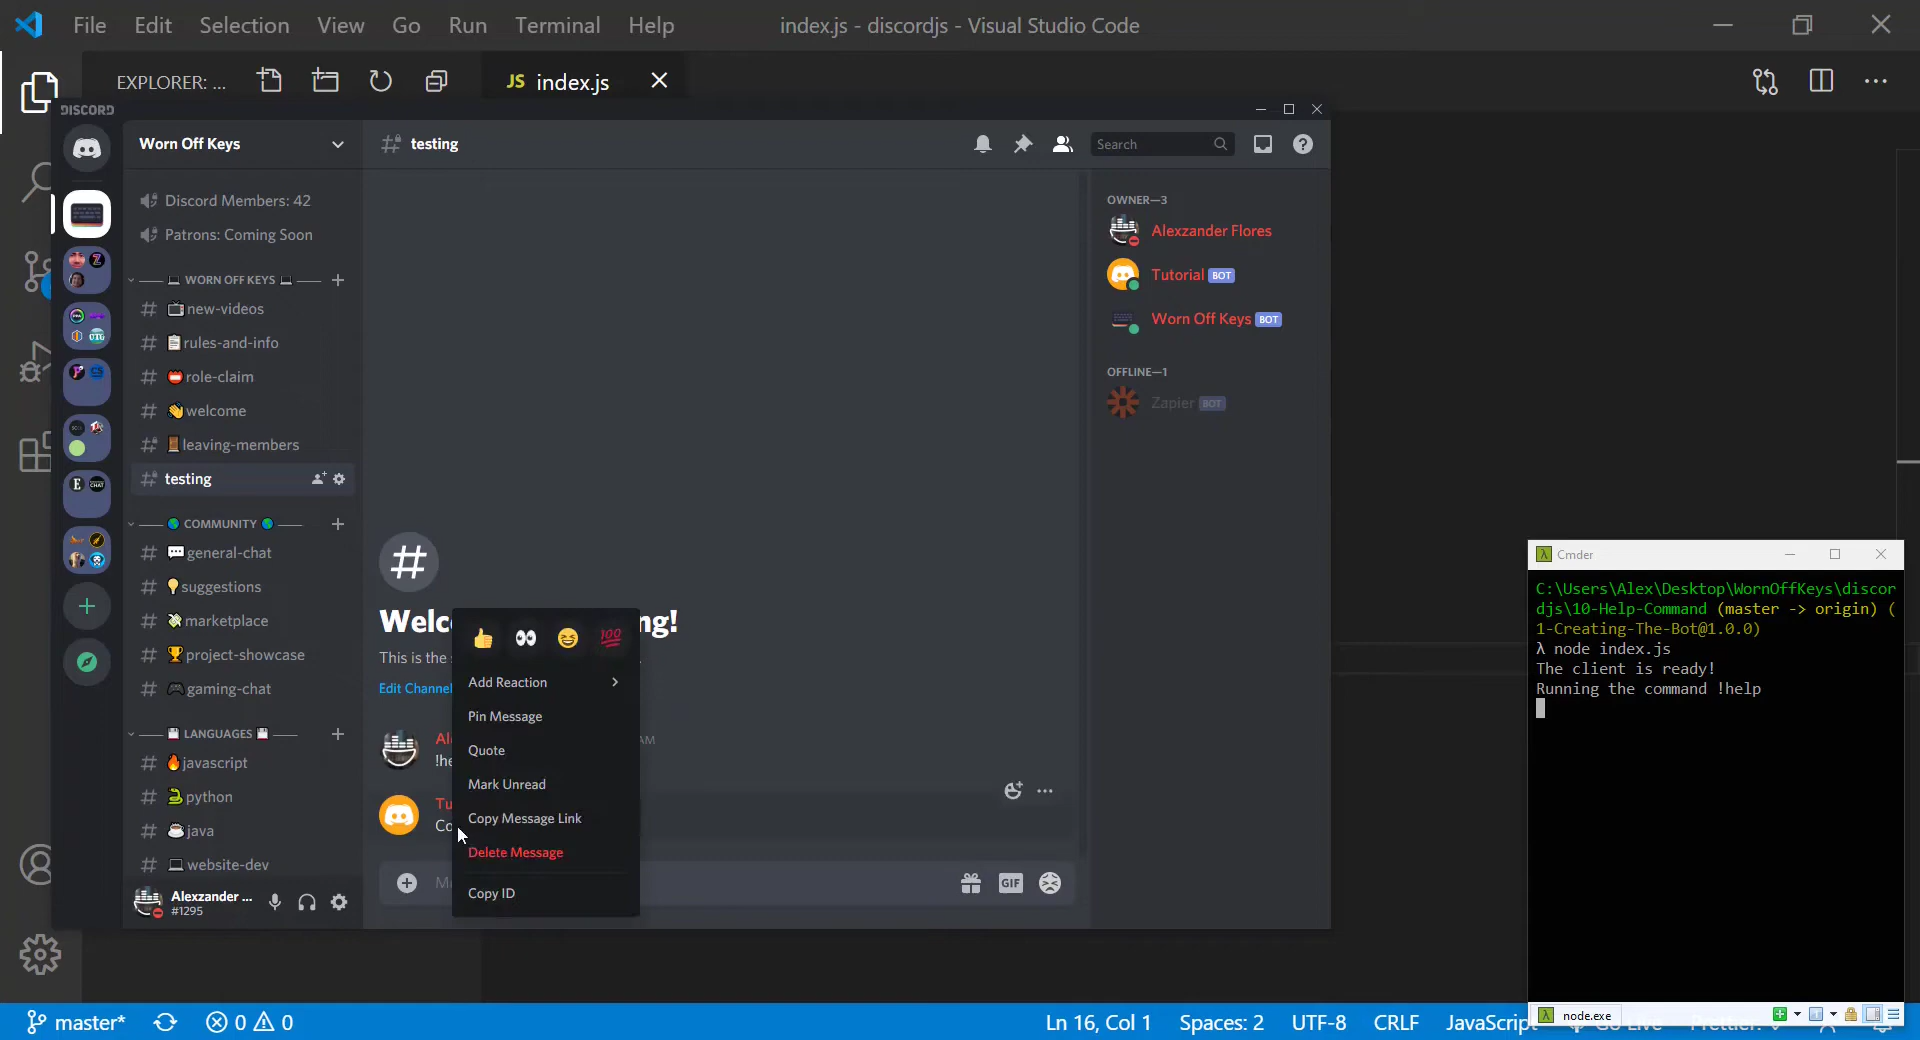 File Edit Selection View Go Run Terminal Help
index.js - discordjs - Visual Studio Code
EXPLORER: ...
JS index.js
DISCORD
Worn Off Keys
Discord Members: 42
Patrons: Coming Soon
WORN OFF KEYS
new-videos
rules-and-info
role-claim
welcome
leaving-members
testing
COMMUNITY
general-chat
suggestions
marketplace
project-showcase
gaming-chat
LANGUAGES
javascript
python
java
website-dev
Alexzander ...
#1295
# testing
Search
Welc
ng!
This is the
Edit Channel
Al
AM
!he
Tu
Co
GIF
👍 👀 😆 💯
Add Reaction
Pin Message
Quote
Mark Unread
Copy Message Link
Delete Message
Copy ID
OWNER—3
Alexzander Flores
Tutorial BOT
Worn Off Keys BOT
OFFLINE—1
Zapier BOT
Cmder
C:\Users\Alex\Desktop\WornOffKeys\discor
djs\10-Help-Command (master -> origin) (
1-Creating-The-Bot@1.0.0)
λ node index.js
The client is ready!
Running the command !help
node.exe
master* 0 0
Ln 16, Col 1 Spaces: 2 UTF-8 CRLF JavaScript